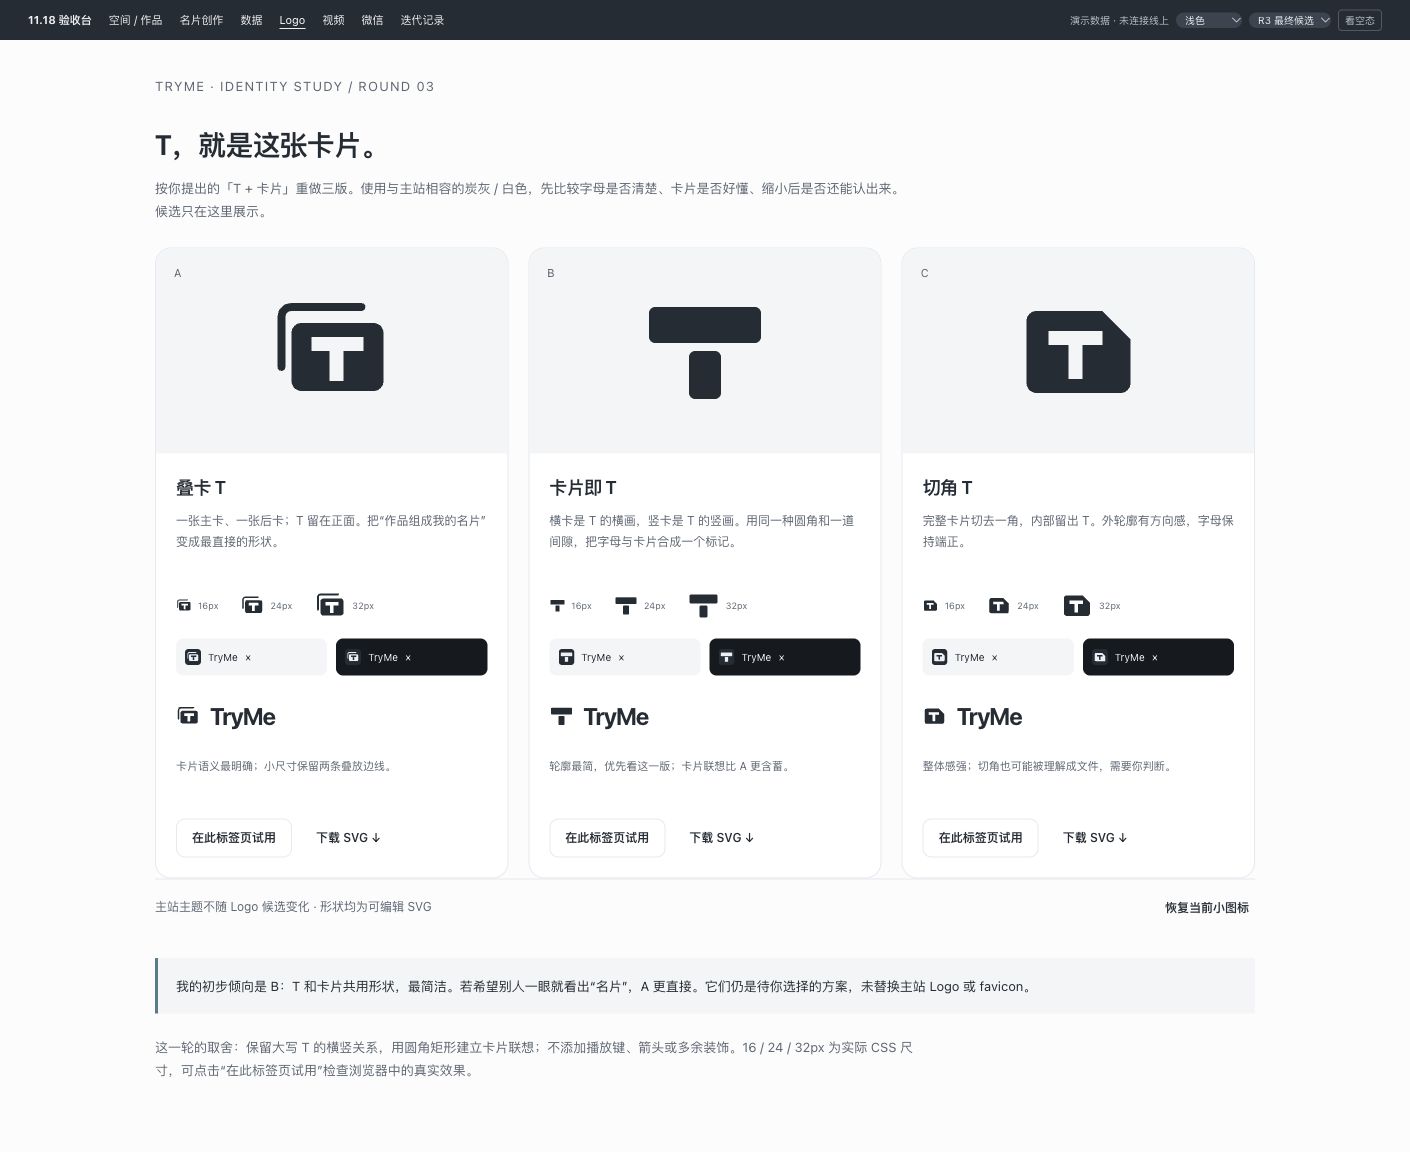 11.18 验收台 空间 / 作品 名片创作 数据 Logo 视频 微信 迭代记录 演示数据 · 未连接线上 浅色 R3 最终候选 看空态
TRYME · IDENTITY STUDY / ROUND 03
T，就是这张卡片。
按你提出的「T + 卡片」重做三版。使用与主站相容的炭灰 / 白色，先比较字母是否清楚、卡片是否好懂、缩小后是否还能认出来。
候选只在这里展示。
A
T
叠卡 T
一张主卡、一张后卡；T 留在正面。把“作品组成我的名片”
变成最直接的形状。
16px 24px 32px
TryMe × TryMe ×
TryMe
卡片语义最明确；小尺寸保留两条叠放边线。
在此标签页试用 下载 SVG ↓
B
卡片即 T
横卡是 T 的横画，竖卡是 T 的竖画。用同一种圆角和一道
间隙，把字母与卡片合成一个标记。
16px 24px 32px
TryMe × TryMe ×
TryMe
轮廓最简，优先看这一版；卡片联想比 A 更含蓄。
在此标签页试用 下载 SVG ↓
C
T
切角 T
完整卡片切去一角，内部留出 T。外轮廓有方向感，字母保
持端正。
16px 24px 32px
TryMe × TryMe ×
TryMe
整体感强；切角也可能被理解成文件，需要你判断。
在此标签页试用 下载 SVG ↓
主站主题不随 Logo 候选变化 · 形状均为可编辑 SVG 恢复当前小图标
我的初步倾向是 B：T 和卡片共用形状，最简洁。若希望别人一眼就看出“名片”，A 更直接。它们仍是待你选择的方案，未替换主站 Logo 或 favicon。
这一轮的取舍：保留大写 T 的横竖关系，用圆角矩形建立卡片联想；不添加播放键、箭头或多余装饰。16 / 24 / 32px 为实际 CSS 尺
寸，可点击“在此标签页试用”检查浏览器中的真实效果。